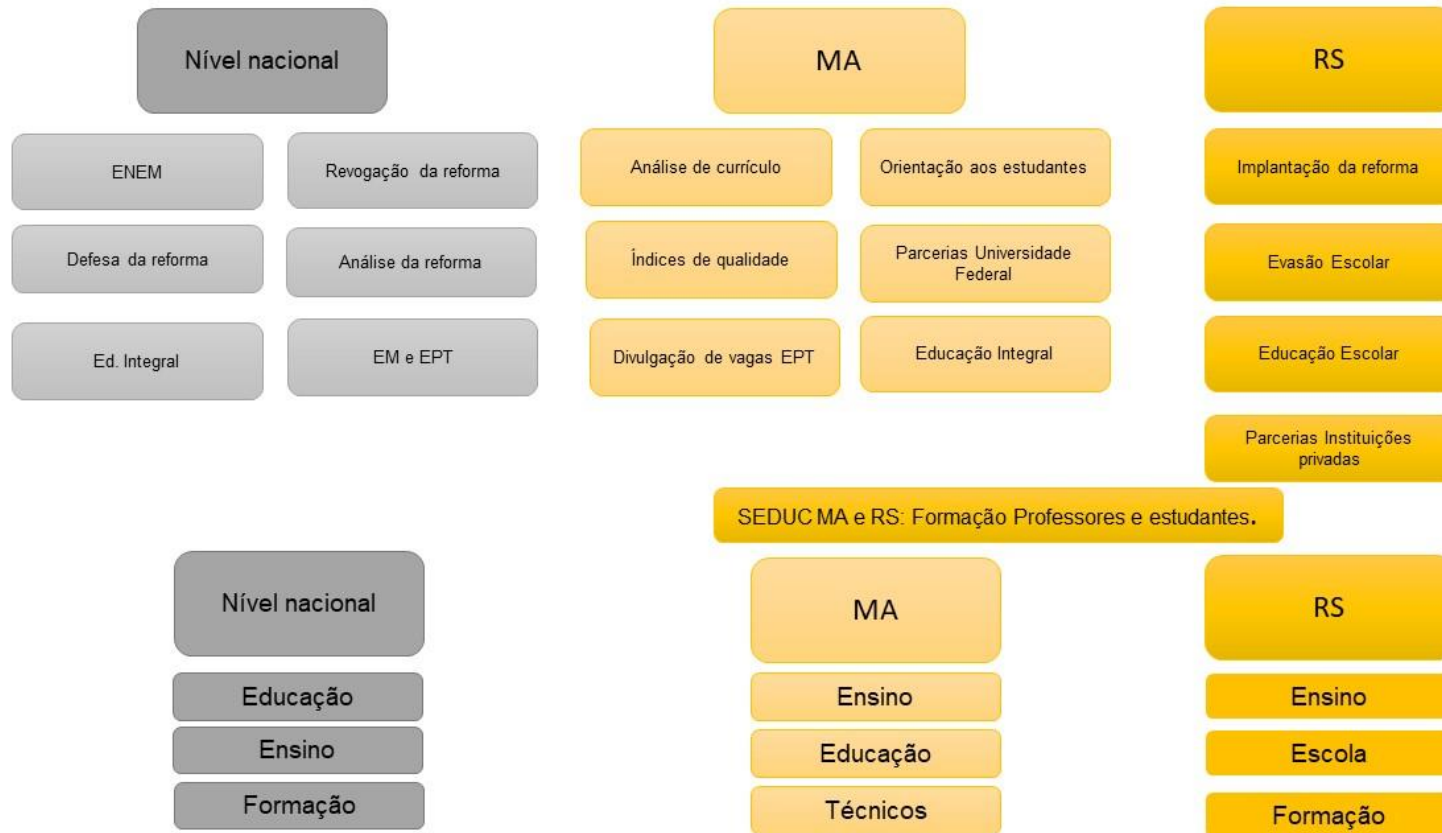 Nível nacional
MA
RS
ENEM
Revogação da reforma
Análise de currículo
Orientação aos estudantes
Implantação da reforma
Defesa da reforma
Análise da reforma
Índices de qualidade
Parcerias Universidade
Federal
Evasão Escolar
Ed. Integral
EM e EPT
Divulgação de vagas EPT
Educação Integral
Educação Escolar
Parcerias Instituições
privadas
SEDUC MA e RS: Formação Professores e estudantes.
Nível nacional
MA
RS
Educação
Ensino
Ensino
Ensino
Educação
Escola
Formação
Técnicos
Formação